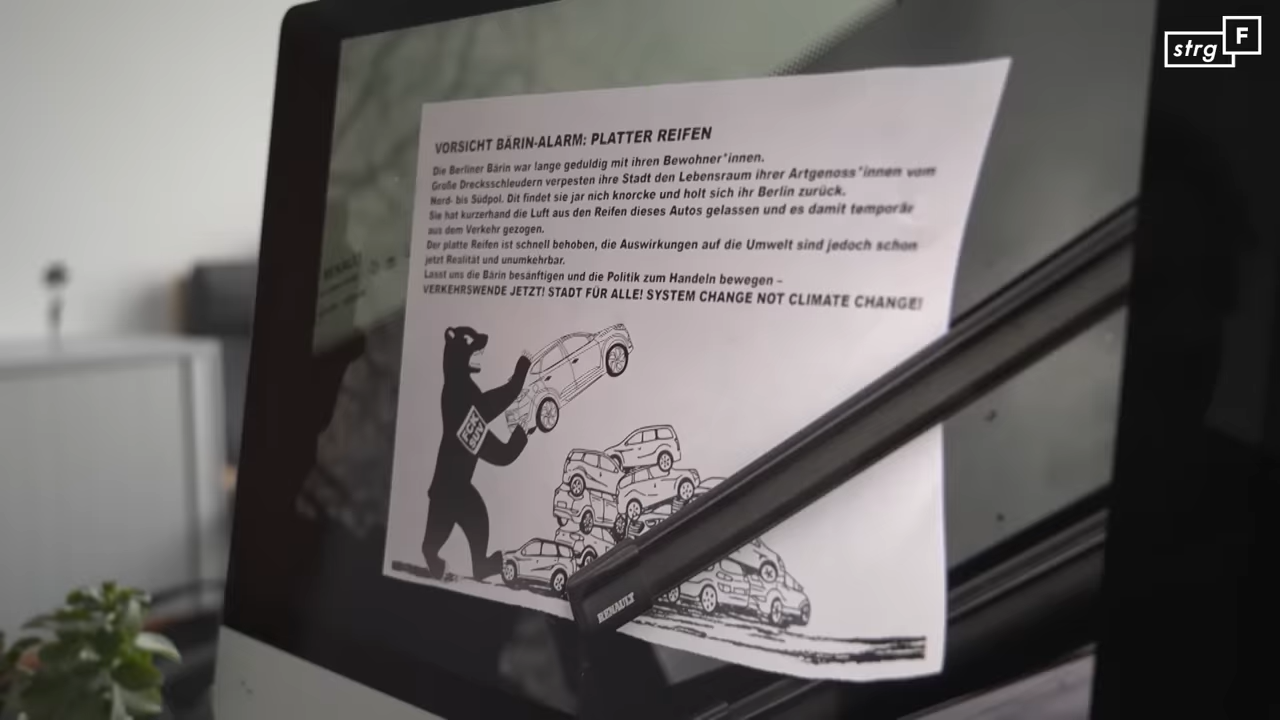 strg F
VORSICHT BÄRIN-ALARM: PLATTER REIFEN
Die Berliner Bärin war lange geduldig mit ihren Bewohner*innen.
Große Drecksschleudern verpesten ihre Stadt den Lebensraum ihrer Artgenoss*innen vom
Nord- bis Südpol. Dit findet sie jar nich knorcke und holt sich ihr Berlin zurück.
Sie hat kurzerhand die Luft aus den Reifen dieses Autos gelassen und es damit temporär
aus dem Verkehr gezogen.
Der platte Reifen ist schnell behoben, die Auswirkungen auf die Umwelt sind jedoch schon
jetzt Realität und unumkehrbar.
Lasst uns die Bärin besänftigen und die Politik zum Handeln bewegen –
VERKEHRSWENDE JETZT! STADT FÜR ALLE! SYSTEM CHANGE NOT CLIMATE CHANGE!
FCK
SUV
RENAULT
RENAULT